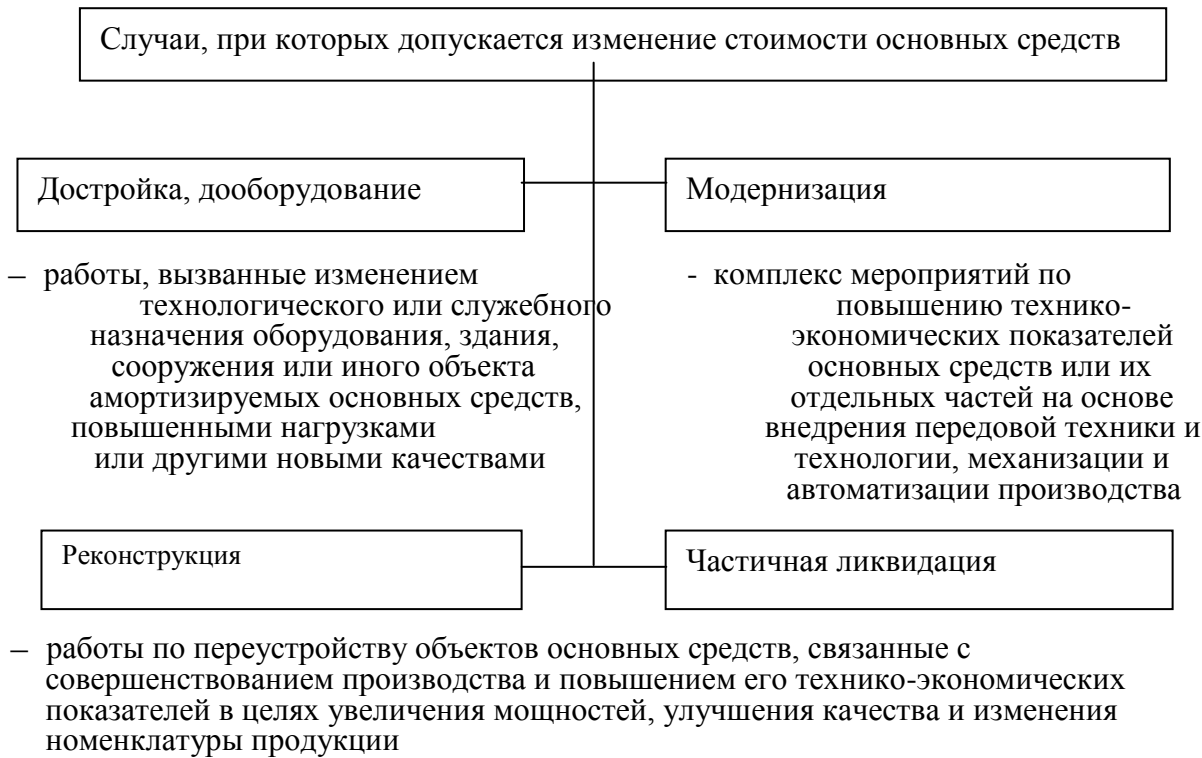 Случаи, при которых допускается изменение стоимости основных средств
Достройка, дооборудование
Модернизация
– работы, вызванные изменением
технологического или служебного
назначения оборудования, здания,
сооружения или иного объекта
амортизируемых основных средств,
повышенными нагрузками
или другими новыми качествами
- комплекс мероприятий по
повышению технико-
экономических показателей
основных средств или их
отдельных частей на основе
внедрения передовой техники и
технологии, механизации и
автоматизации производства
Реконструкция
Частичная ликвидация
– работы по переустройству объектов основных средств, связанные с
совершенствованием производства и повышением его технико-экономических
показателей в целях увеличения мощностей, улучшения качества и изменения
номенклатуры продукции